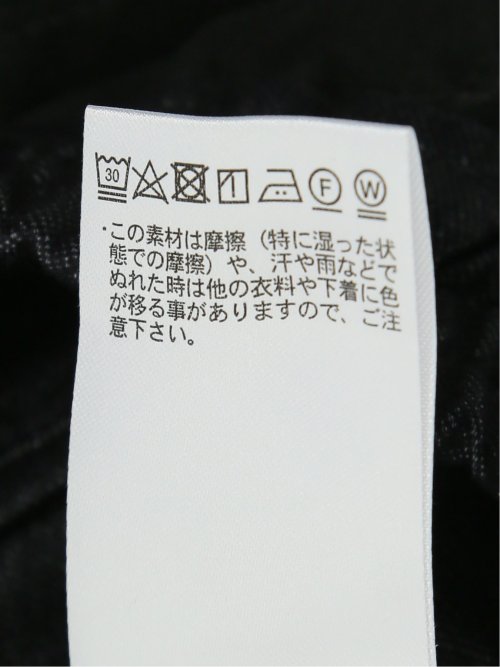 30 F W
・この素材は摩擦（特に湿った状
態での摩擦）や、汗や雨などで
ぬれた時は他の衣料や下着に色
が移る事がありますので、ご注
意下さい。